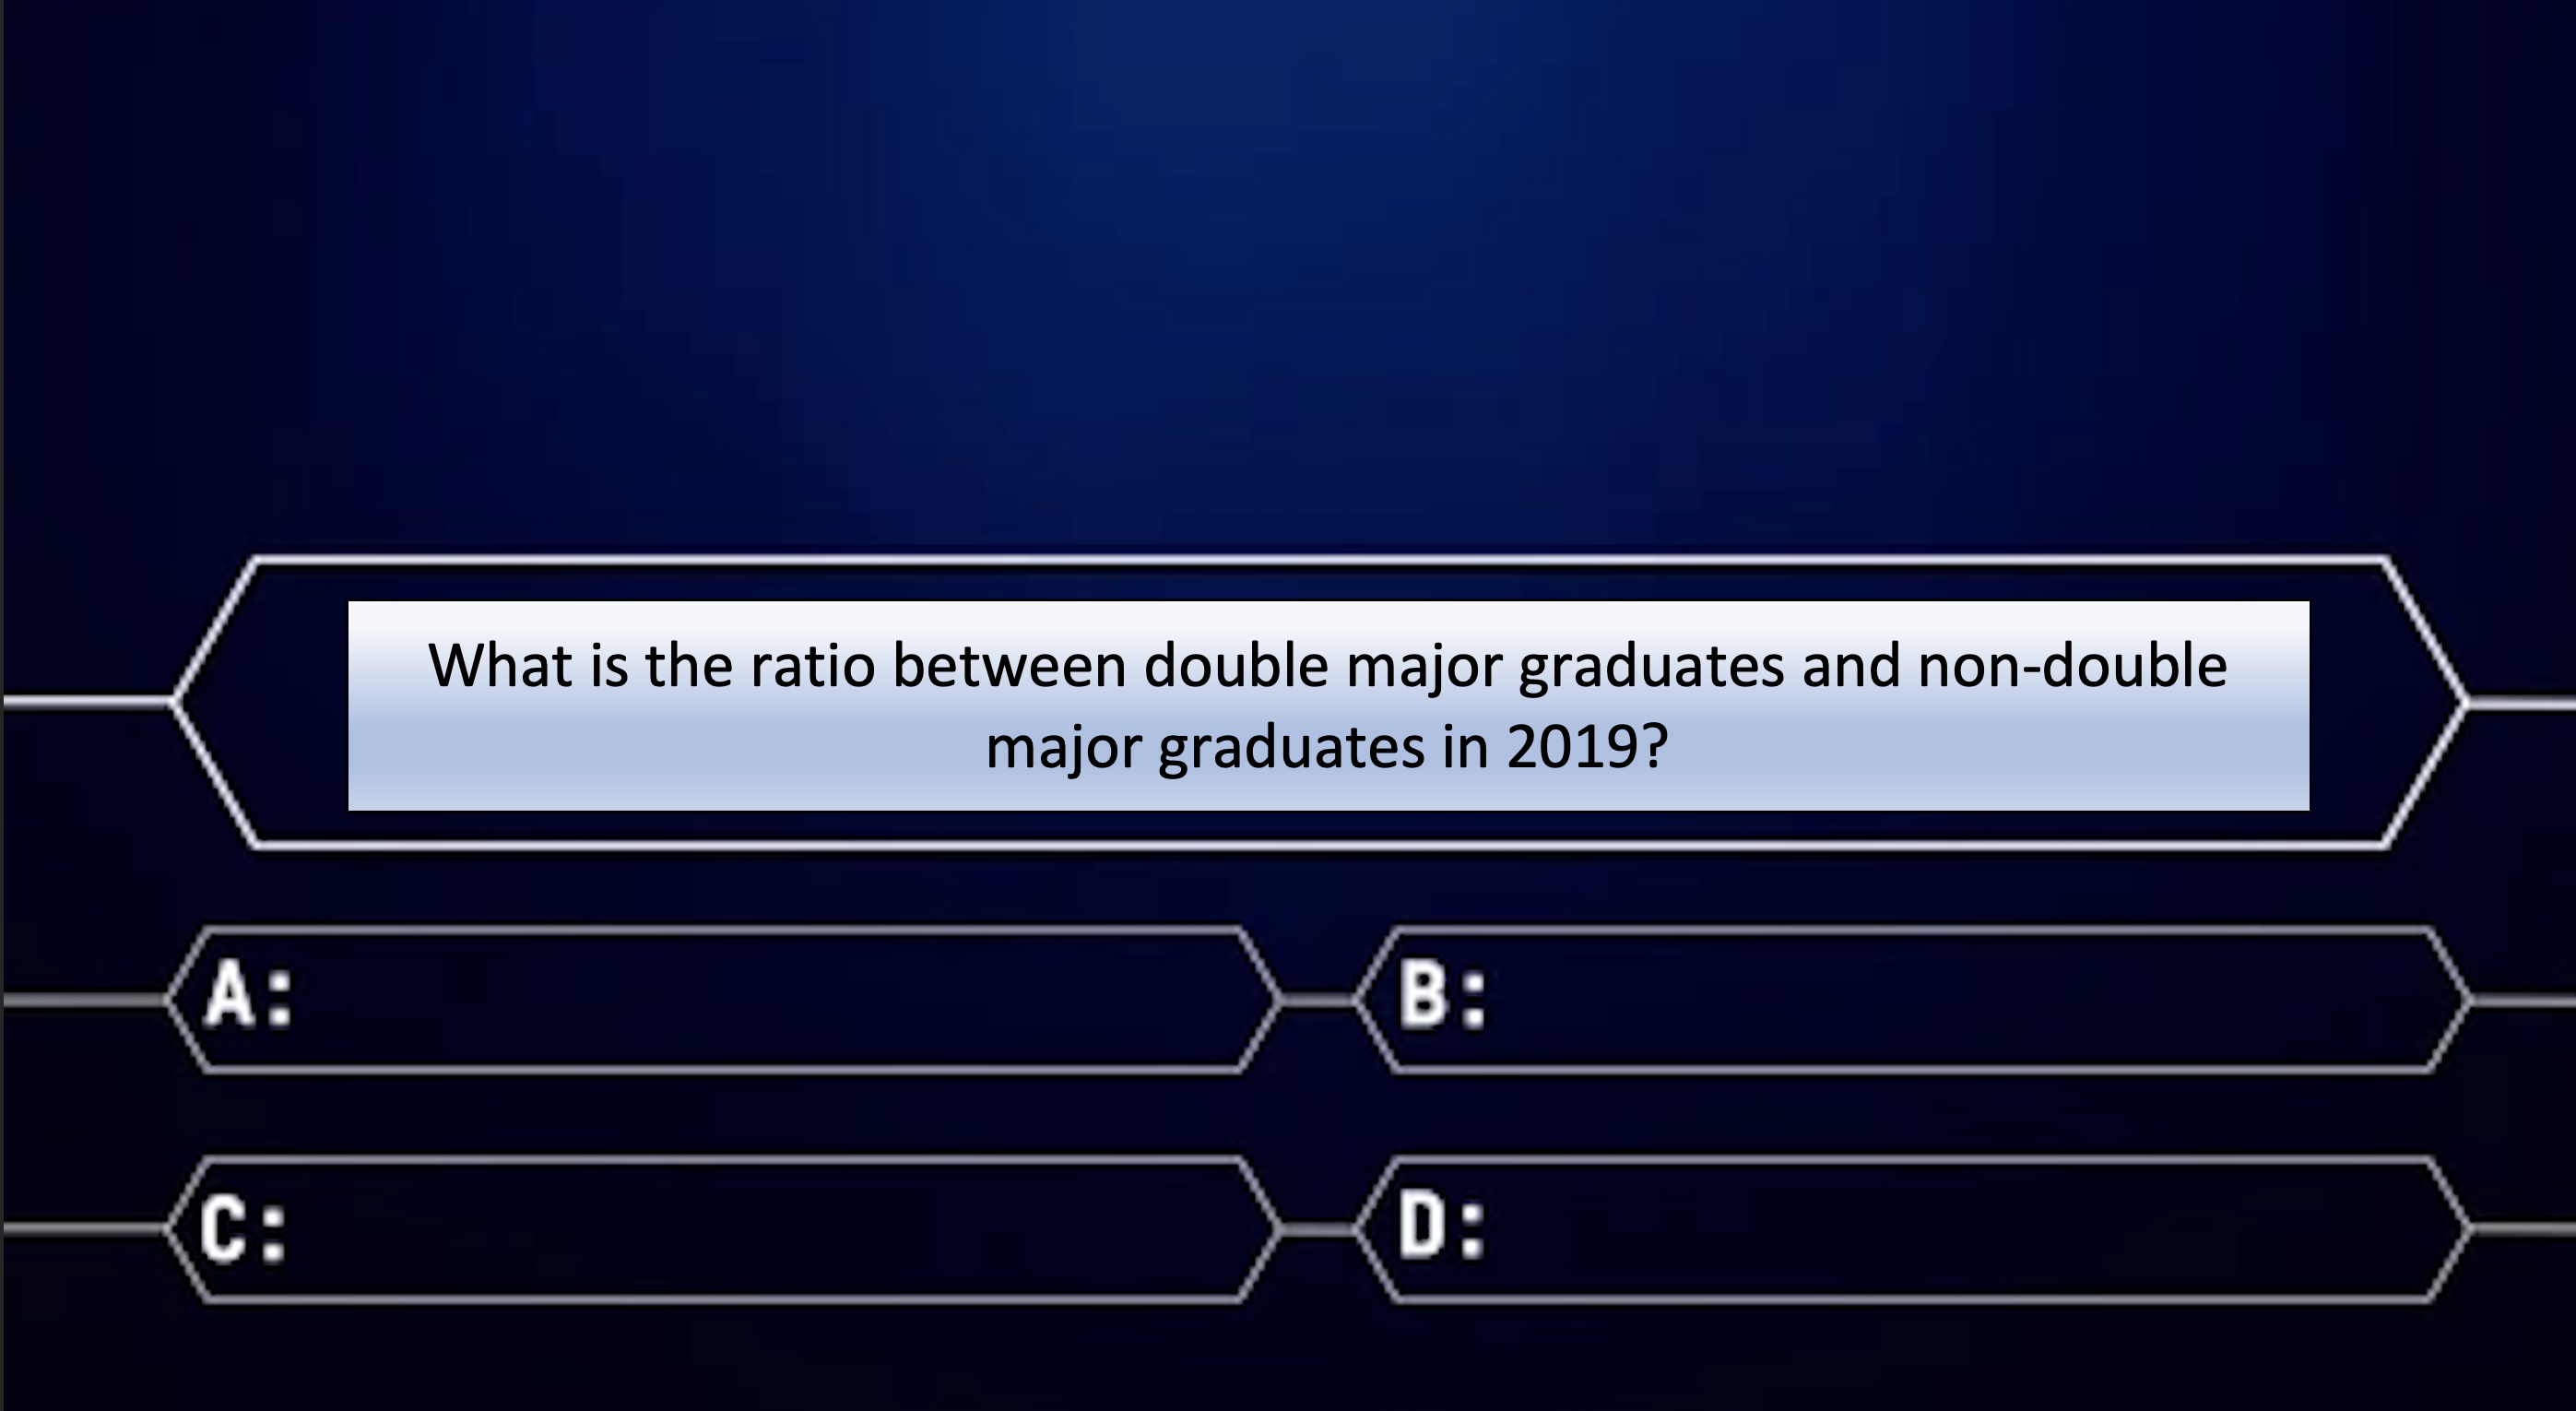 What is the ratio between double major graduates and non-double
major graduates in 2019?
A:
B:
C:
D: